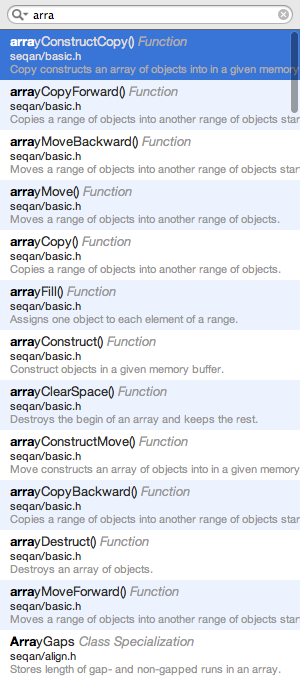 arra
arrayConstructCopy() Function
seqan/basic.h
Copy constructs an array of objects into in a given memory
arrayCopyForward() Function
seqan/basic.h
Copies a range of objects into another range of objects star
arrayMoveBackward() Function
seqan/basic.h
Moves a range of objects into another range of objects star
arrayMove() Function
seqan/basic.h
Moves a range of objects into another range of objects.
arrayCopy() Function
seqan/basic.h
Copies a range of objects into another range of objects.
arrayFill() Function
seqan/basic.h
Assigns one object to each element of a range.
arrayConstruct() Function
seqan/basic.h
Construct objects in a given memory buffer.
arrayClearSpace() Function
seqan/basic.h
Destroys the begin of an array and keeps the rest.
arrayConstructMove() Function
seqan/basic.h
Move constructs an array of objects into in a given memory
arrayCopyBackward() Function
seqan/basic.h
Copies a range of objects into another range of objects star
arrayDestruct() Function
seqan/basic.h
Destroys an array of objects.
arrayMoveForward() Function
seqan/basic.h
Moves a range of objects into another range of objects star
ArrayGaps Class Specialization
seqan/align.h
Stores length of gap- and non-gapped runs in an array.